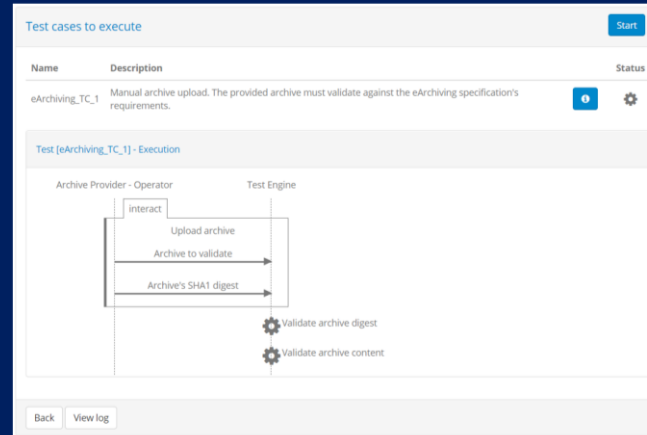 Test cases to execute
Start
Name Description Status
eArchiving_TC_1 Manual archive upload. The provided archive must validate against the eArchiving specification's
requirements.
Test [eArchiving_TC_1] - Execution
Archive Provider - Operator Test Engine
interact
Upload archive
Archive to validate
Archive's SHA1 digest
Validate archive digest
Validate archive content
Back View log